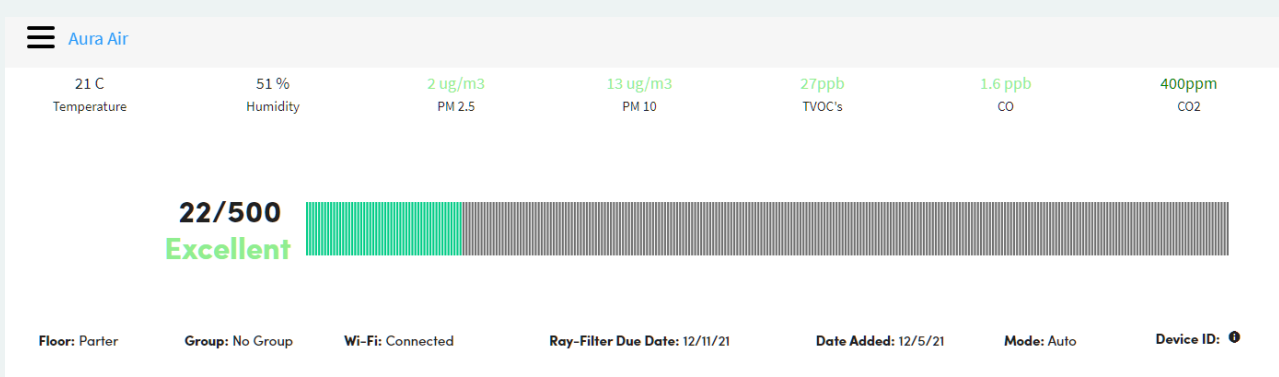 Aura Air
21 C
Temperature
51 %
Humidity
2 ug/m3
PM 2.5
13 ug/m3
PM 10
27ppb
TVOC's
1.6 ppb
CO
400ppm
CO2
22/500
Excellent
Floor: Parter
Group: No Group
Wi-Fi: Connected
Ray-Filter Due Date: 12/11/21
Date Added: 12/5/21
Mode: Auto
Device ID: